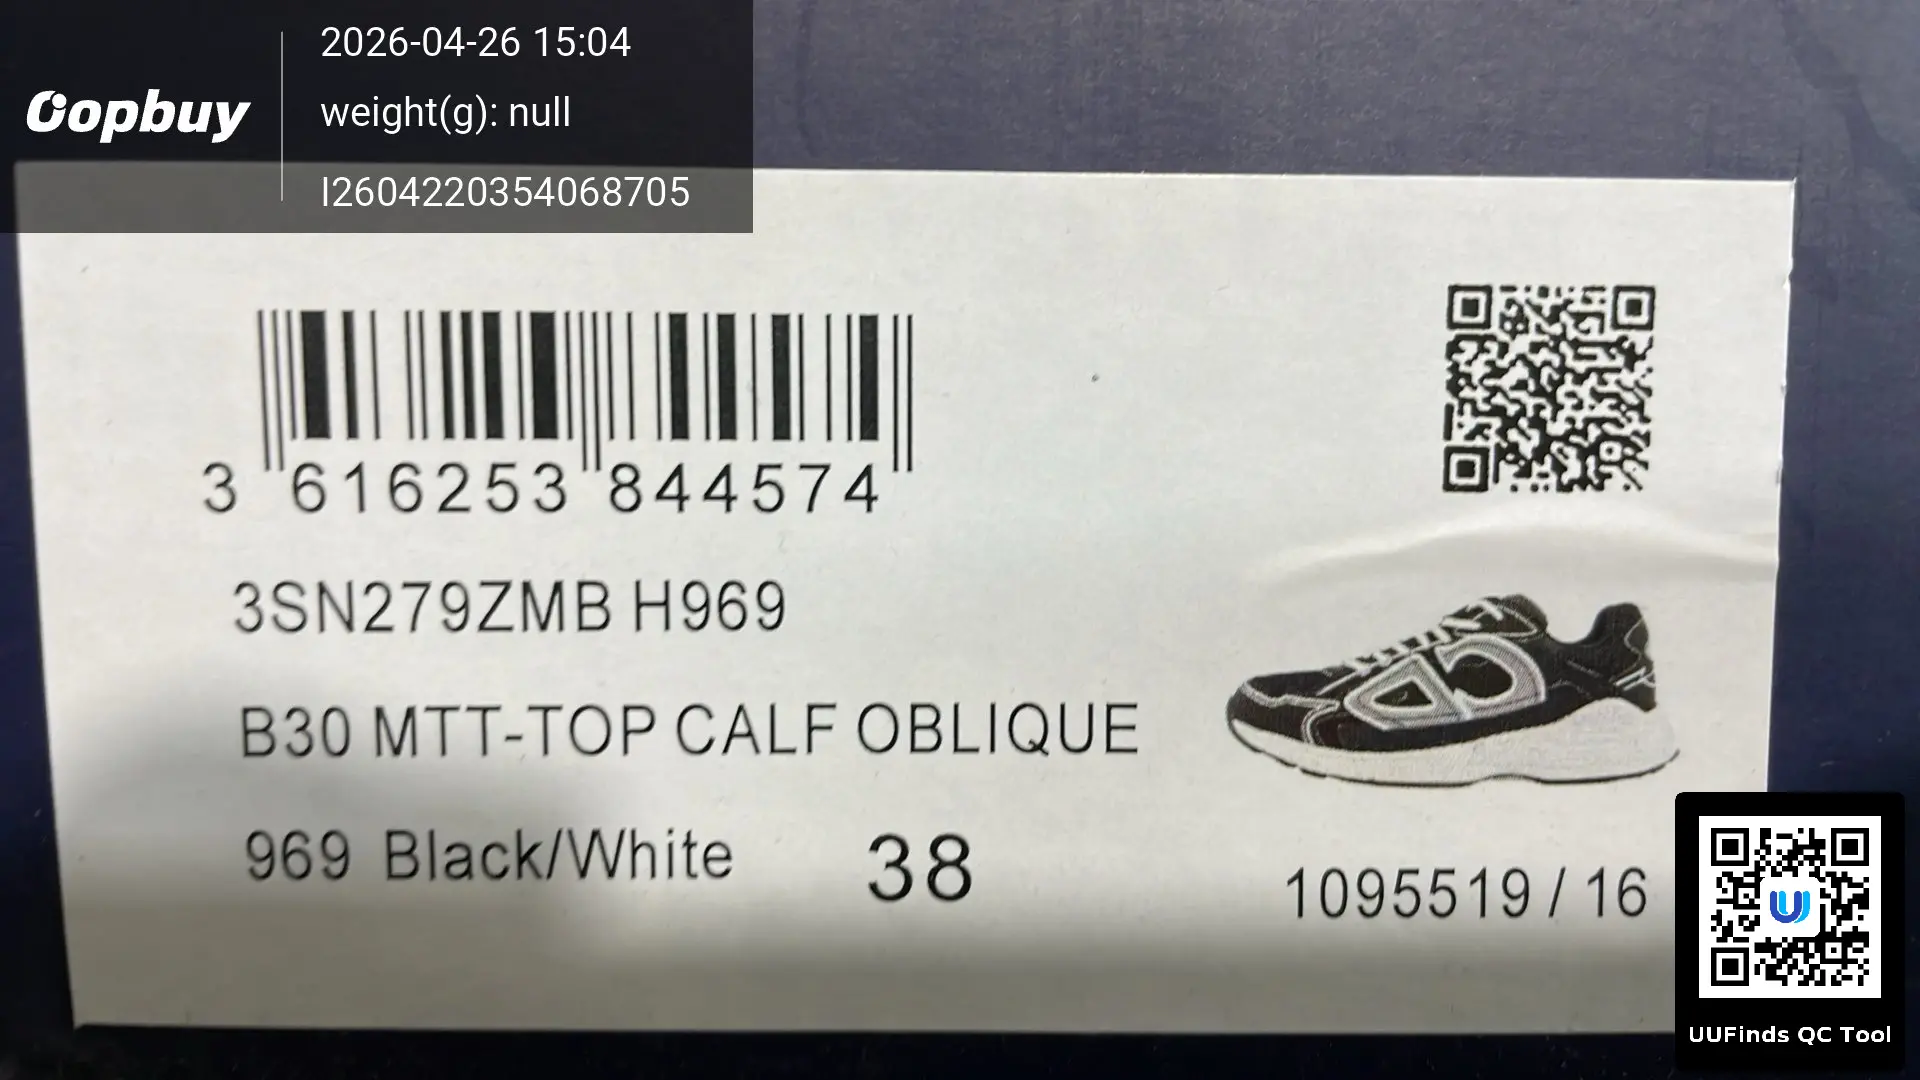 2026-04-26 15:04
Oopbuy
weight(g): null
I2604220354068705
3 616253 844574
3SN279ZMB H969
B30 MTT-TOP CALF OBLIQUE
969 Black/White
38
1095519 / 16
UUFinds QC Tool